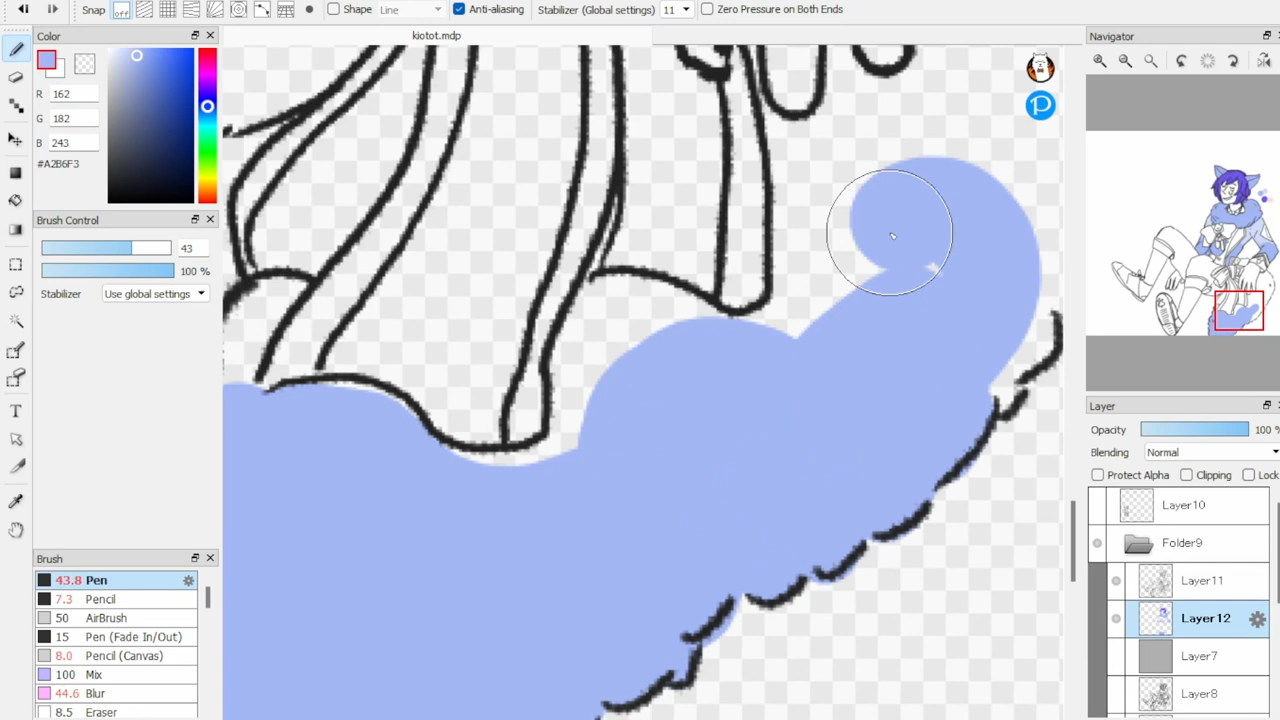 Snap
off
Shape
Line
Anti-aliasing
Stabilizer (Global settings)
11
Zero Pressure on Both Ends
Color
kiotot.mdp
Navigator
R 162
G 182
B 243
#A2B6F3
Brush Control
43
100 %
Stabilizer Use global settings
Layer
Opacity 100 %
Blending Normal
Protect Alpha Clipping Lock
Layer10
Folder9
Layer11
Layer12
Layer7
Layer8
Brush
43.8 Pen
7.3 Pencil
50 AirBrush
15 Pen (Fade In/Out)
8.0 Pencil (Canvas)
100 Mix
44.6 Blur
8.5 Eraser
T
P